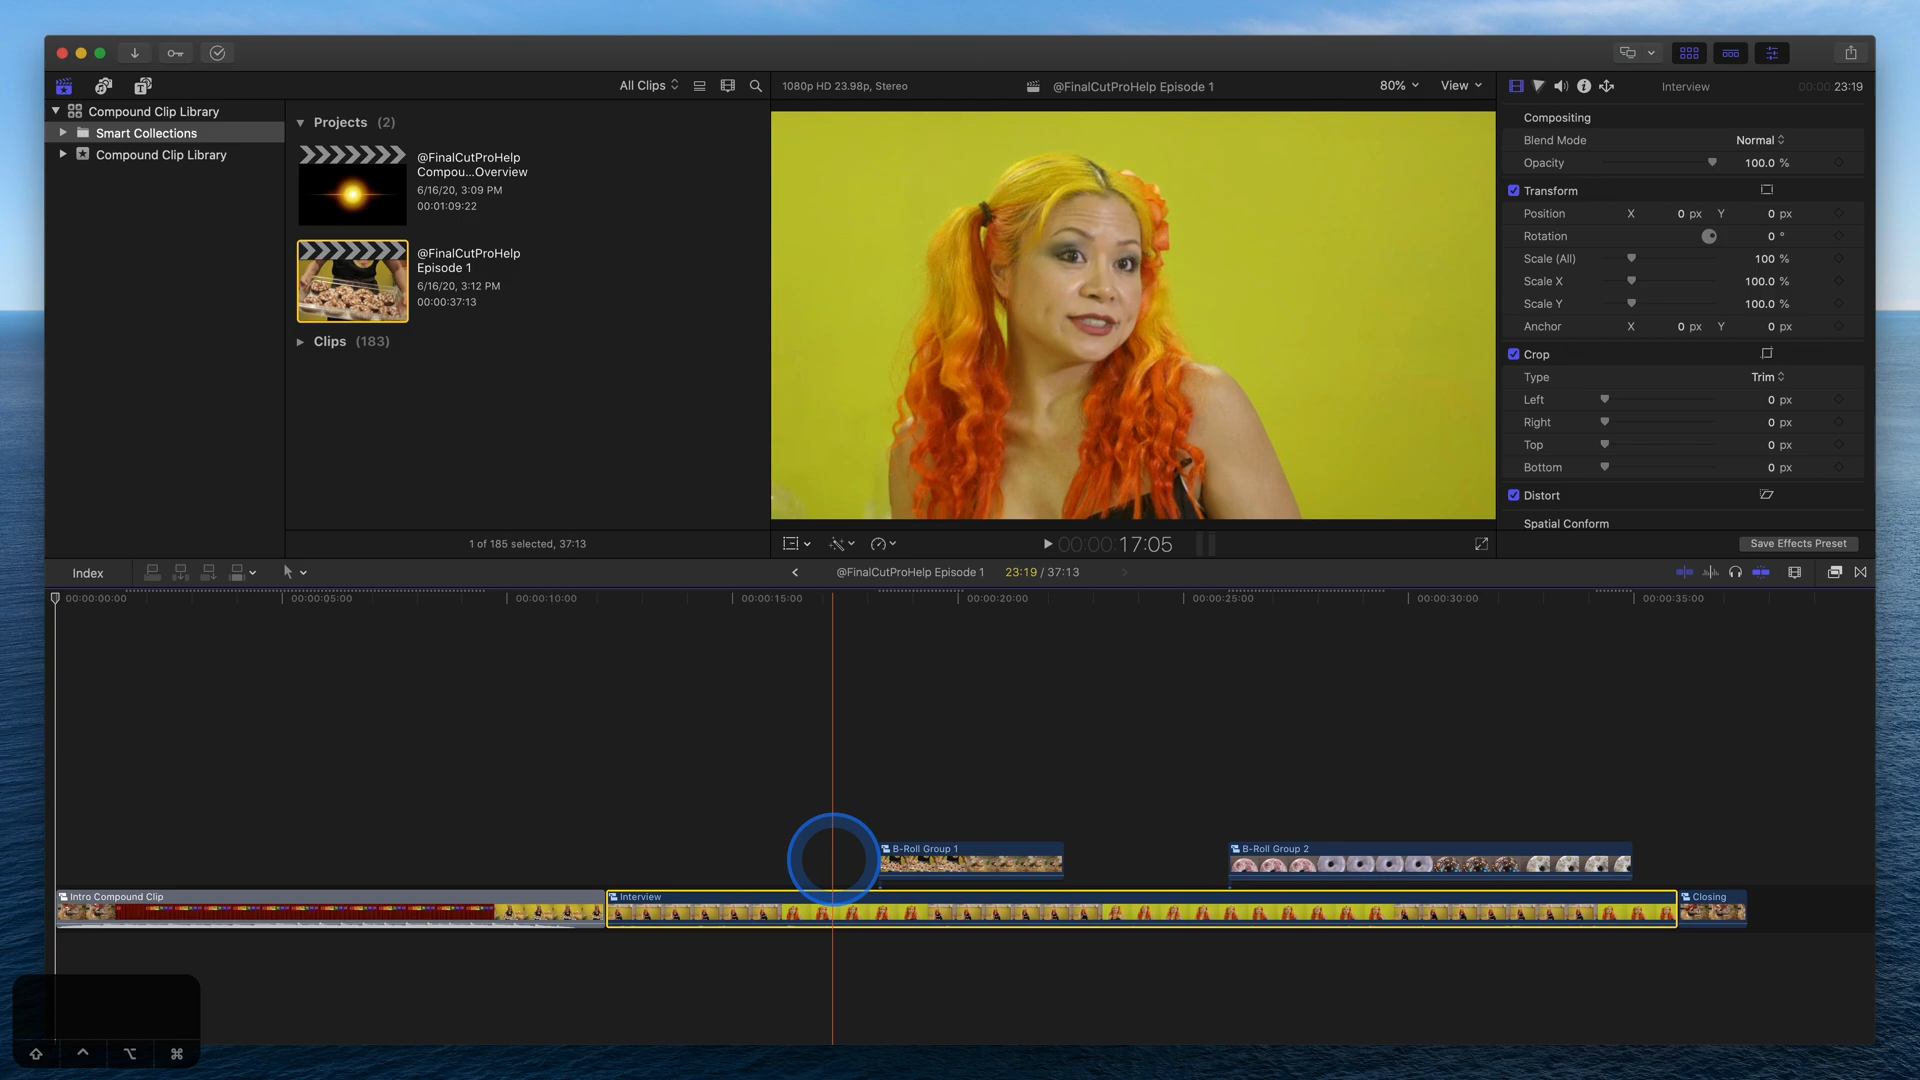 All Clips
1080p HD 23.98p, Stereo
@FinalCutProHelp Episode 1
80%
View
Interview
00:00:00:23:19
Compound Clip Library
Smart Collections
Compound Clip Library
Projects (2)
@FinalCutProHelp
Compou...Overview
6/16/20, 3:09 PM
00:01:09:22
@FinalCutProHelp
Episode 1
6/16/20, 3:12 PM
00:00:37:13
Clips (183)
1 of 185 selected, 37:13
00:00:00:17:05
Compositing
Blend Mode Normal
Opacity 100.0 %
Transform
Position X 0 px Y 0 px
Rotation 0 °
Scale (All) 100 %
Scale X 100.0 %
Scale Y 100.0 %
Anchor X 0 px Y 0 px
Crop
Type Trim
Left 0 px
Right 0 px
Top 0 px
Bottom 0 px
Distort
Spatial Conform
Save Effects Preset
Index
@FinalCutProHelp Episode 1
23:19 / 37:13
00:00:00:00 00:00:05:00 00:00:10:00 00:00:15:00 00:00:20:00 00:00:25:00 00:00:30:00 00:00:35:00
B-Roll Group 1
B-Roll Group 2
Intro Compound Clip
Interview
Closing